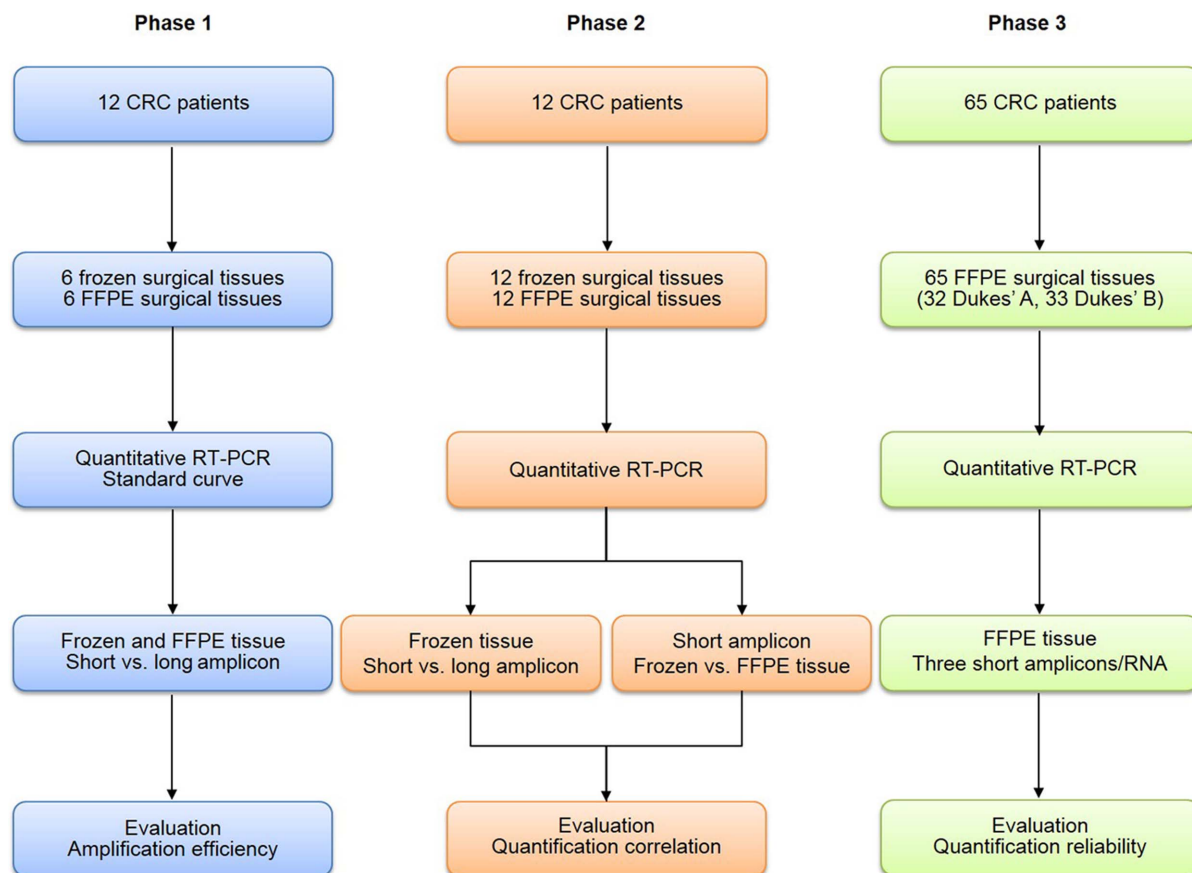 Phase 1
12 CRC patients
6 frozen surgical tissues
6 FFPE surgical tissues
Quantitative RT-PCR
Standard curve
Frozen and FFPE tissue
Short vs. long amplicon
Evaluation
Amplification efficiency
Phase 2
12 CRC patients
12 frozen surgical tissues
12 FFPE surgical tissues
Quantitative RT-PCR
Frozen tissue
Short vs. long amplicon
Short amplicon
Frozen vs. FFPE tissue
Evaluation
Quantification correlation
Phase 3
65 CRC patients
65 FFPE surgical tissues
(32 Dukes’ A, 33 Dukes’ B)
Quantitative RT-PCR
FFPE tissue
Three short amplicons/RNA
Evaluation
Quantification reliability